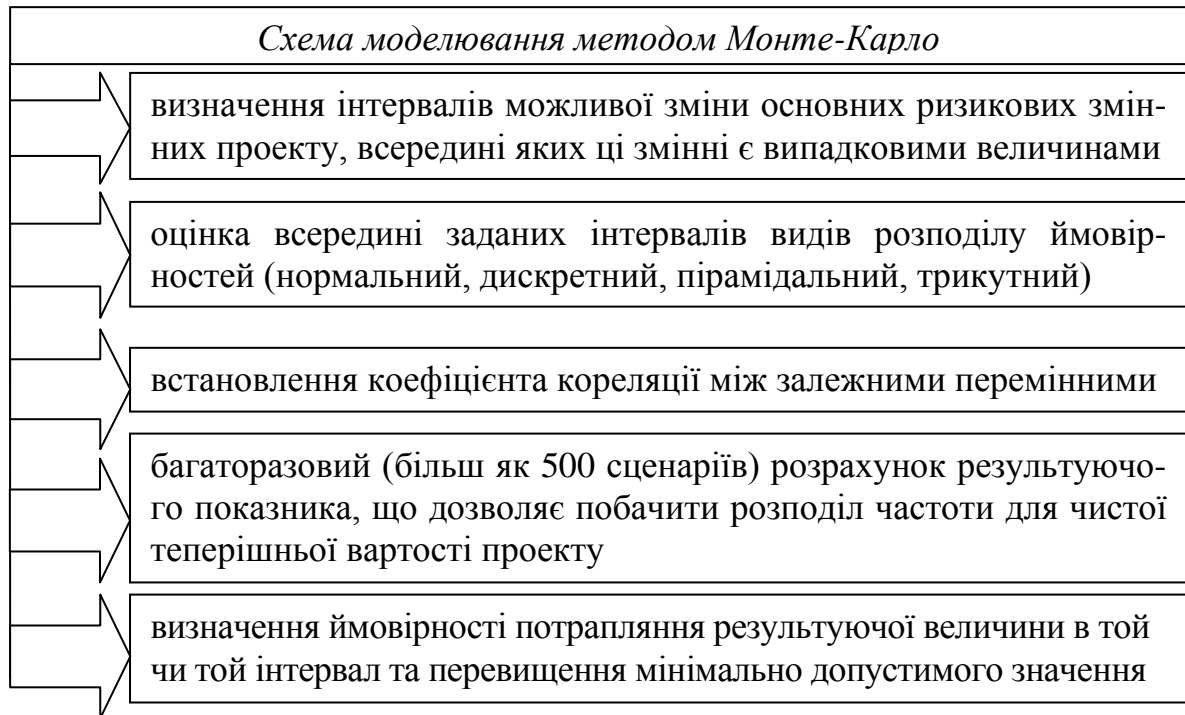 Схема моделювання методом Монте-Карло
визначення інтервалів можливої зміни основних ризикових змін-
них проекту, всередині яких ці змінні є випадковими величинами
оцінка всередині заданих інтервалів видів розподілу ймовір-
ностей (нормальний, дискретний, пірамідальний, трикутний)
встановлення коефіцієнта кореляції між залежними перемінними
багаторазовий (більш як 500 сценаріїв) розрахунок результуючо-
го показника, що дозволяє побачити розподіл частоти для чистої
теперішньої вартості проекту
визначення ймовірності потрапляння результуючої величини в той
чи той інтервал та перевищення мінімально допустимого значення